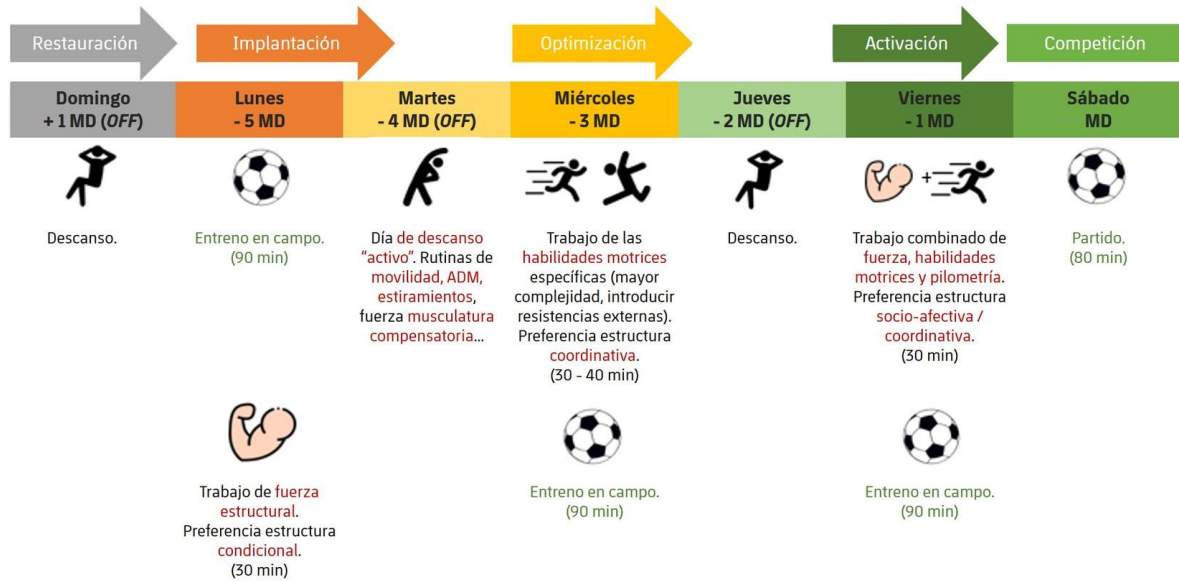 Restauración
Implantación
Optimización
Activación
Competición
Domingo
+ 1 MD (OFF)
Lunes
- 5 MD
Martes
- 4 MD (OFF)
Miércoles
- 3 MD
Jueves
- 2 MD (OFF)
Viernes
- 1 MD
Sábado
MD
Descanso.
Entreno en campo.
(90 min)
Día de descanso
“activo”. Rutinas de
movilidad, ADM,
estiramientos,
fuerza musculatura
compensatoria...
Trabajo de las
habilidades motrices
específicas (mayor
complejidad, introducir
resistencias externas).
Preferencia estructura
coordinativa.
(30 - 40 min)
Descanso.
+
Trabajo combinado de
fuerza, habilidades
motrices y pilometría.
Preferencia estructura
socio-afectiva /
coordinativa.
(30 min)
Partido.
(80 min)
Trabajo de fuerza
estructural.
Preferencia estructura
condicional.
(30 min)
Entreno en campo.
(90 min)
Entreno en campo.
(90 min)